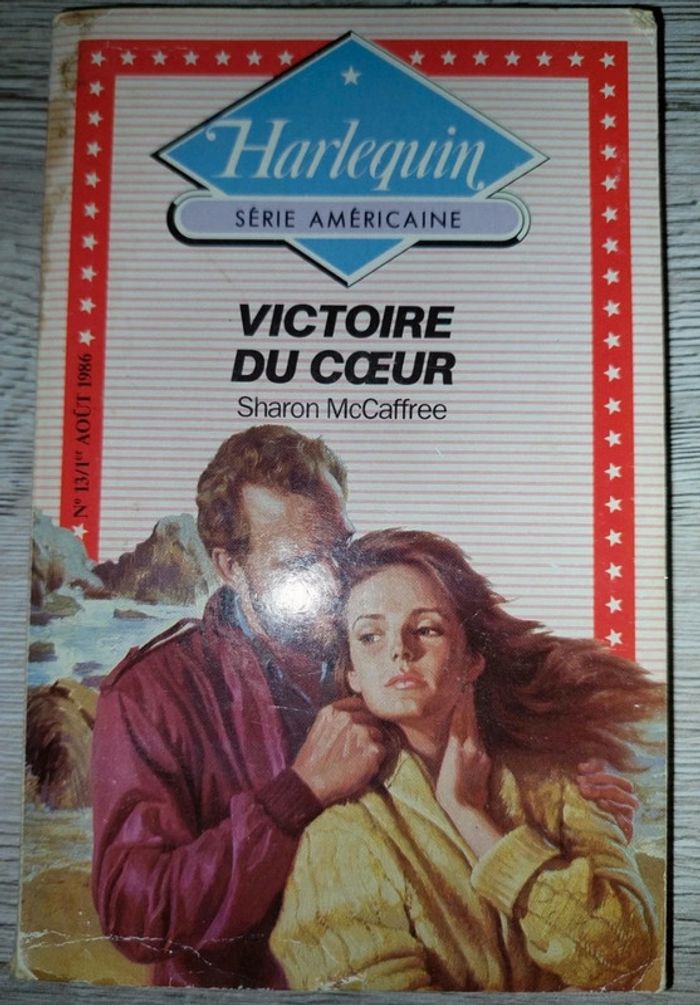 Harlequin
SÉRIE AMÉRICAINE
VICTOIRE
DU CŒUR
Sharon McCaffree
N° 13/1er AOÛT 1986